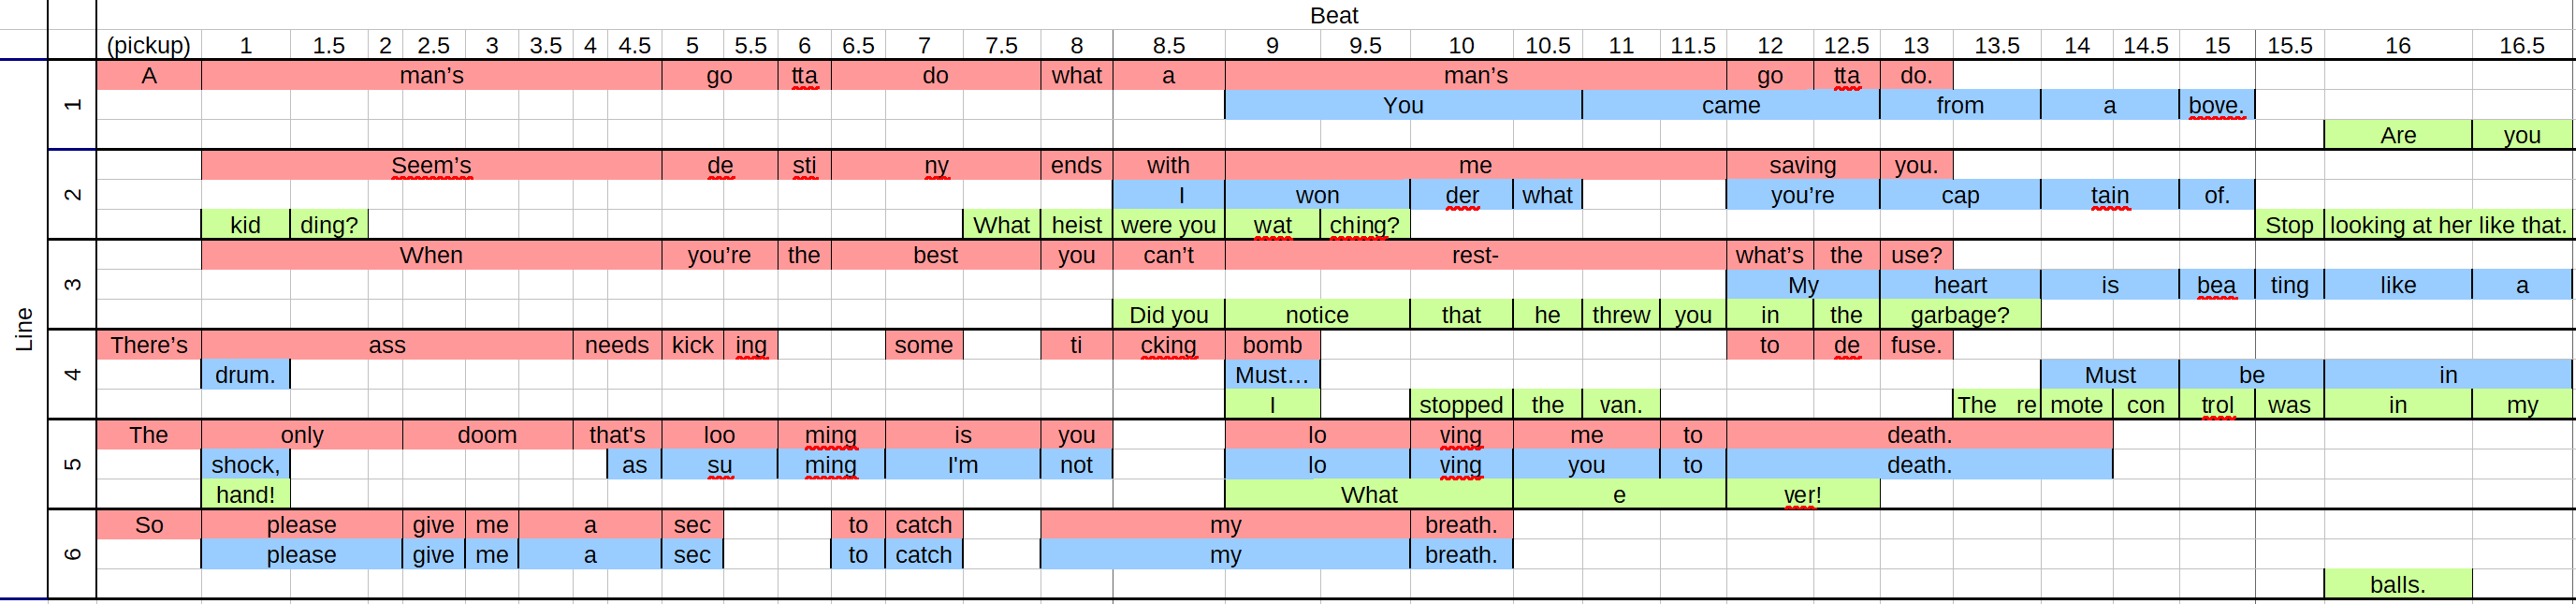 Beat
(pickup) 1 1.5 2 2.5 3 3.5 4 4.5 5 5.5 6 6.5 7 7.5 8 8.5 9 9.5 10 10.5 11 11.5 12 12.5 13 13.5 14 14.5 15 15.5 16 16.5
Line
1
A man's go tta do what a man's go tta do.
You came from a bove.
Are you
2
Seem's de sti ny ends with me saving you.
I won der what you're cap tain of.
kid ding? What heist were you wat ching? Stop looking at her like that.
3
When you're the best you can't rest- what's the use?
My heart is bea ting like a
Did you notice that he threw you in the garbage?
4
There's ass needs kick ing some ti cking bomb to de fuse.
drum. Must... Must be in
I stopped the van. The re mote con trol was in my
5
The only doom that's loo ming is you lo ving me to death.
shock, as su ming I'm not lo ving you to death.
hand! What e ver!
6
So please give me a sec to catch my breath.
please give me a sec to catch my breath.
balls.